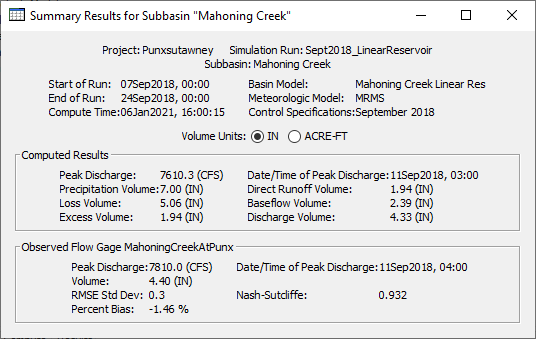 Summary Results for Subbasin "Mahoning Creek"
Project: Punxsutawney Simulation Run: Sept2018_LinearReservoir
Subbasin: Mahoning Creek
Start of Run: 07Sep2018, 00:00 Basin Model: Mahoning Creek Linear Res
End of Run: 24Sep2018, 00:00 Meteorologic Model: MRMS
Compute Time:06Jan2021, 16:00:15 Control Specifications:September 2018
Volume Units: IN ACRE-FT
Computed Results
Peak Discharge: 7610.3 (CFS) Date/Time of Peak Discharge:11Sep2018, 03:00
Precipitation Volume:7.00 (IN) Direct Runoff Volume: 1.94 (IN)
Loss Volume: 5.06 (IN) Baseflow Volume: 2.39 (IN)
Excess Volume: 1.94 (IN) Discharge Volume: 4.33 (IN)
Observed Flow Gage MahoningCreekAtPunx
Peak Discharge:7810.0 (CFS) Date/Time of Peak Discharge:11Sep2018, 04:00
Volume: 4.40 (IN)
RMSE Std Dev: 0.3 Nash-Sutcliffe: 0.932
Percent Bias: -1.46 %